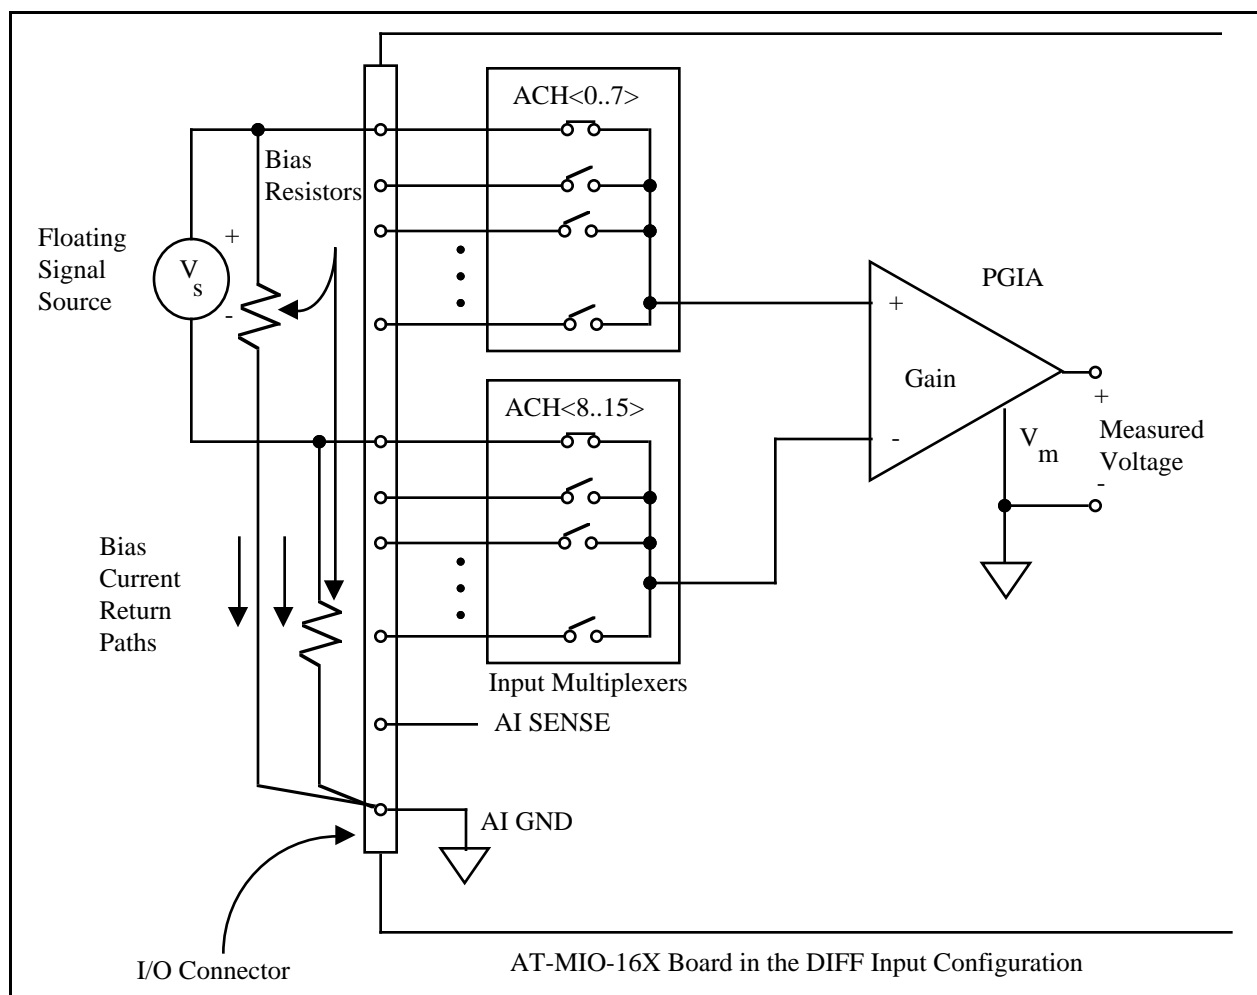 ACH<0..7>
Bias
Resistors
Floating
Signal
Source
+
V
s
-
PGIA
+
Gain
-
+
V
m
Measured
Voltage
-
ACH<8..15>
Bias
Current
Return
Paths
Input Multiplexers
AI SENSE
AI GND
I/O Connector
AT-MIO-16X Board in the DIFF Input Configuration